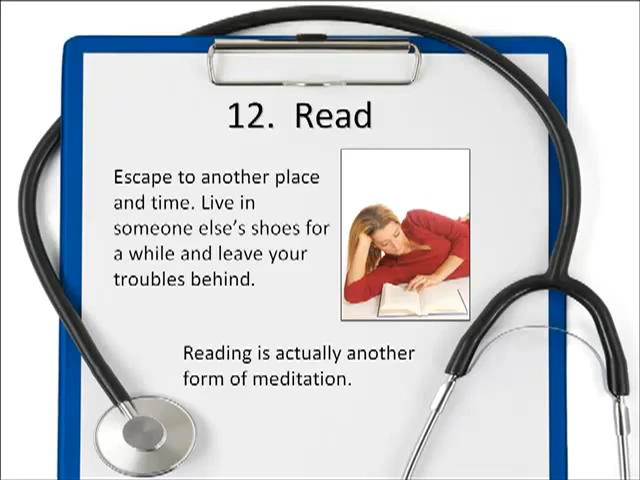 12. Read
Escape to another place
and time. Live in
someone else's shoes for
a while and leave your
troubles behind.
Reading is actually another
form of meditation.